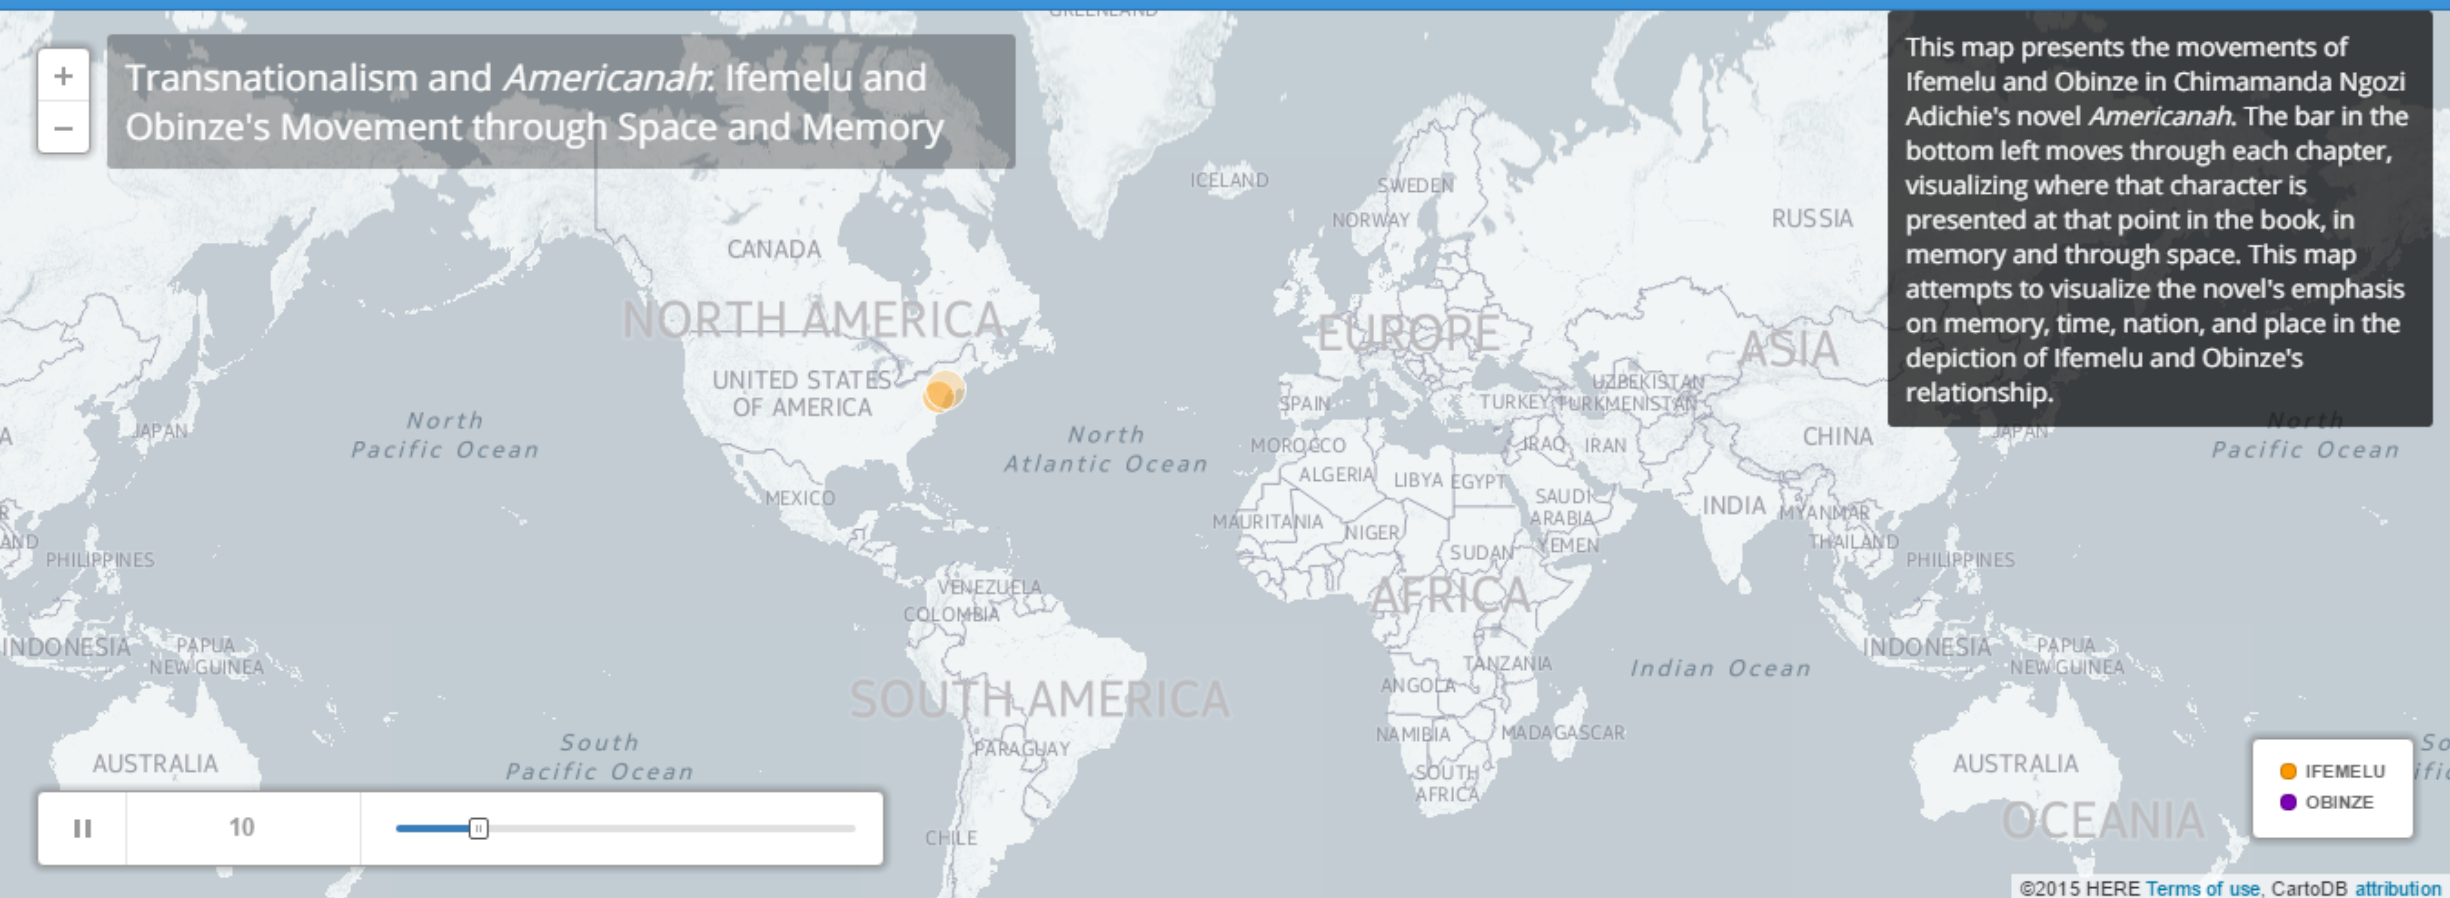 GREENLAND
+
−
Transnationalism and Americanah: Ifemelu and
Obinze's Movement through Space and Memory
This map presents the movements of
Ifemelu and Obinze in Chimamanda Ngozi
Adichie's novel Americanah. The bar in the
bottom left moves through each chapter,
visualizing where that character is
presented at that point in the book, in
memory and through space. This map
attempts to visualize the novel's emphasis
on memory, time, nation, and place in the
depiction of Ifemelu and Obinze's
relationship.
ICELAND
SWEDEN
NORWAY
RUSSIA
CANADA
NORTH AMERICA
EUROPE
ASIA
UNITED STATES
OF AMERICA
UZBEKISTAN
SPAIN
TURKEY
TURKMENISTAN
North
Pacific Ocean
JAPAN
North
Atlantic Ocean
MOROCCO
IRAQ
IRAN
CHINA
JAPAN
North
Pacific Ocean
ALGERIA
LIBYA
EGYPT
MEXICO
SAUDI
ARABIA
INDIA
MYANMAR
MAURITANIA
NIGER
SUDAN
YEMEN
THAILAND
PHILIPPINES
PHILIPPINES
VENEZUELA
COLOMBIA
AFRICA
INDONESIA
PAPUA
NEW GUINEA
TANZANIA
Indian Ocean
INDONESIA
PAPUA
NEW GUINEA
SOUTH AMERICA
ANGOLA
NAMIBIA
MADAGASCAR
South
Pacific Ocean
PARAGUAY
AUSTRALIA
SOUTH
AFRICA
AUSTRALIA
OCEANIA
CHILE
10
IFEMELU
OBINZE
©2015 HERE Terms of use, CartoDB attribution